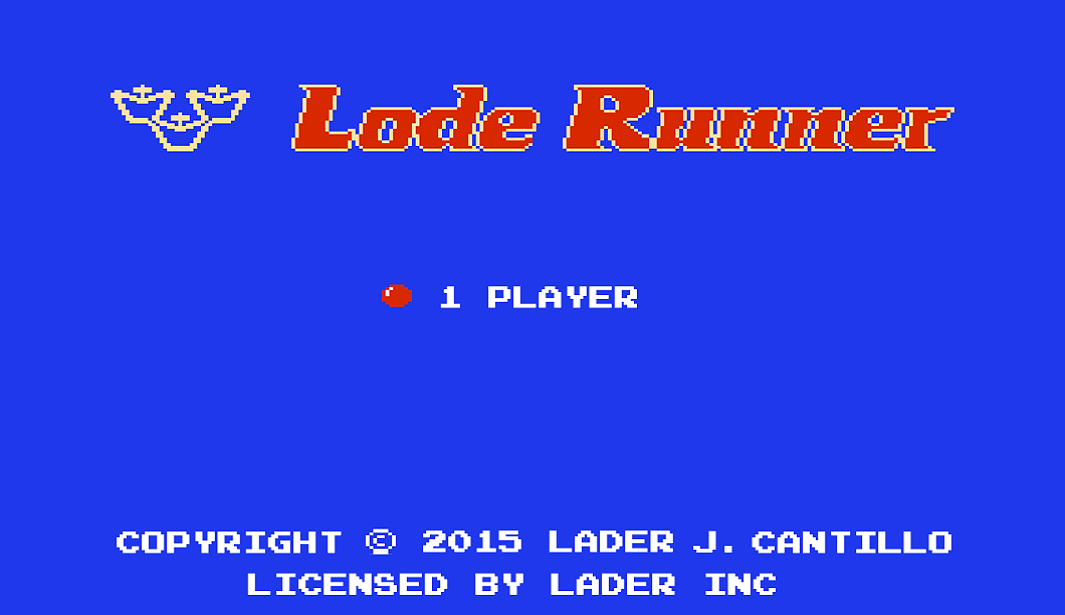 Lode Runner
1 PLAYER
COPYRIGHT © 2015 LADER J. CANTILLO
LICENSED BY LADER INC